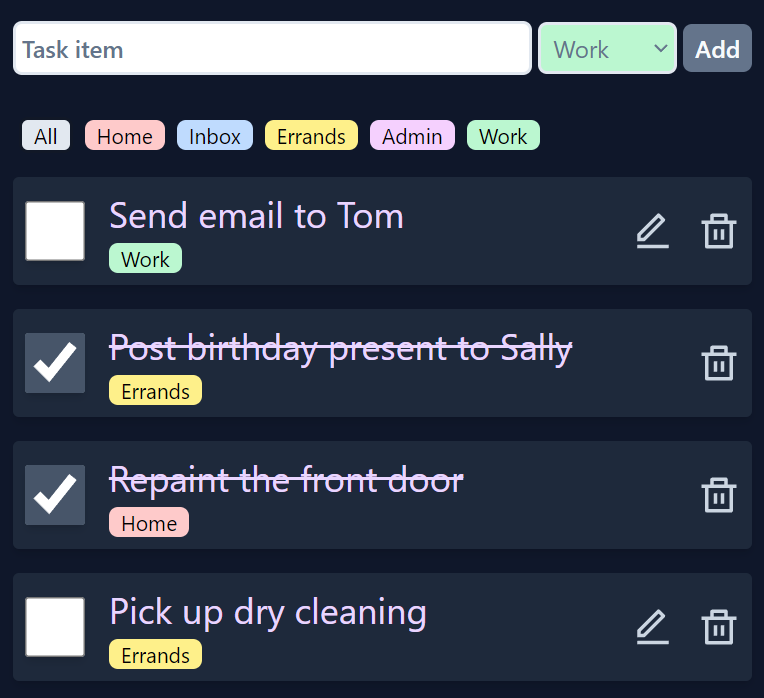 Task item Work Add
All Home Inbox Errands Admin Work
Send email to Tom
Work
Post birthday present to Sally
Errands
Repaint the front door
Home
Pick up dry cleaning
Errands